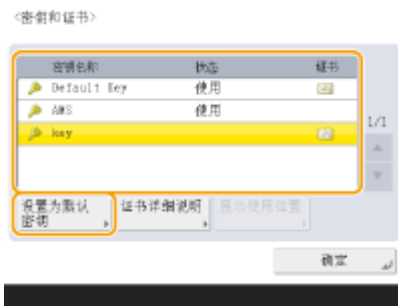 <密钥和证书>
密钥名称 状态 证书
Default Key 使用
AMS 使用
key
1/1
设置为默认
密钥
证书详细说明
显示使用位置
确定